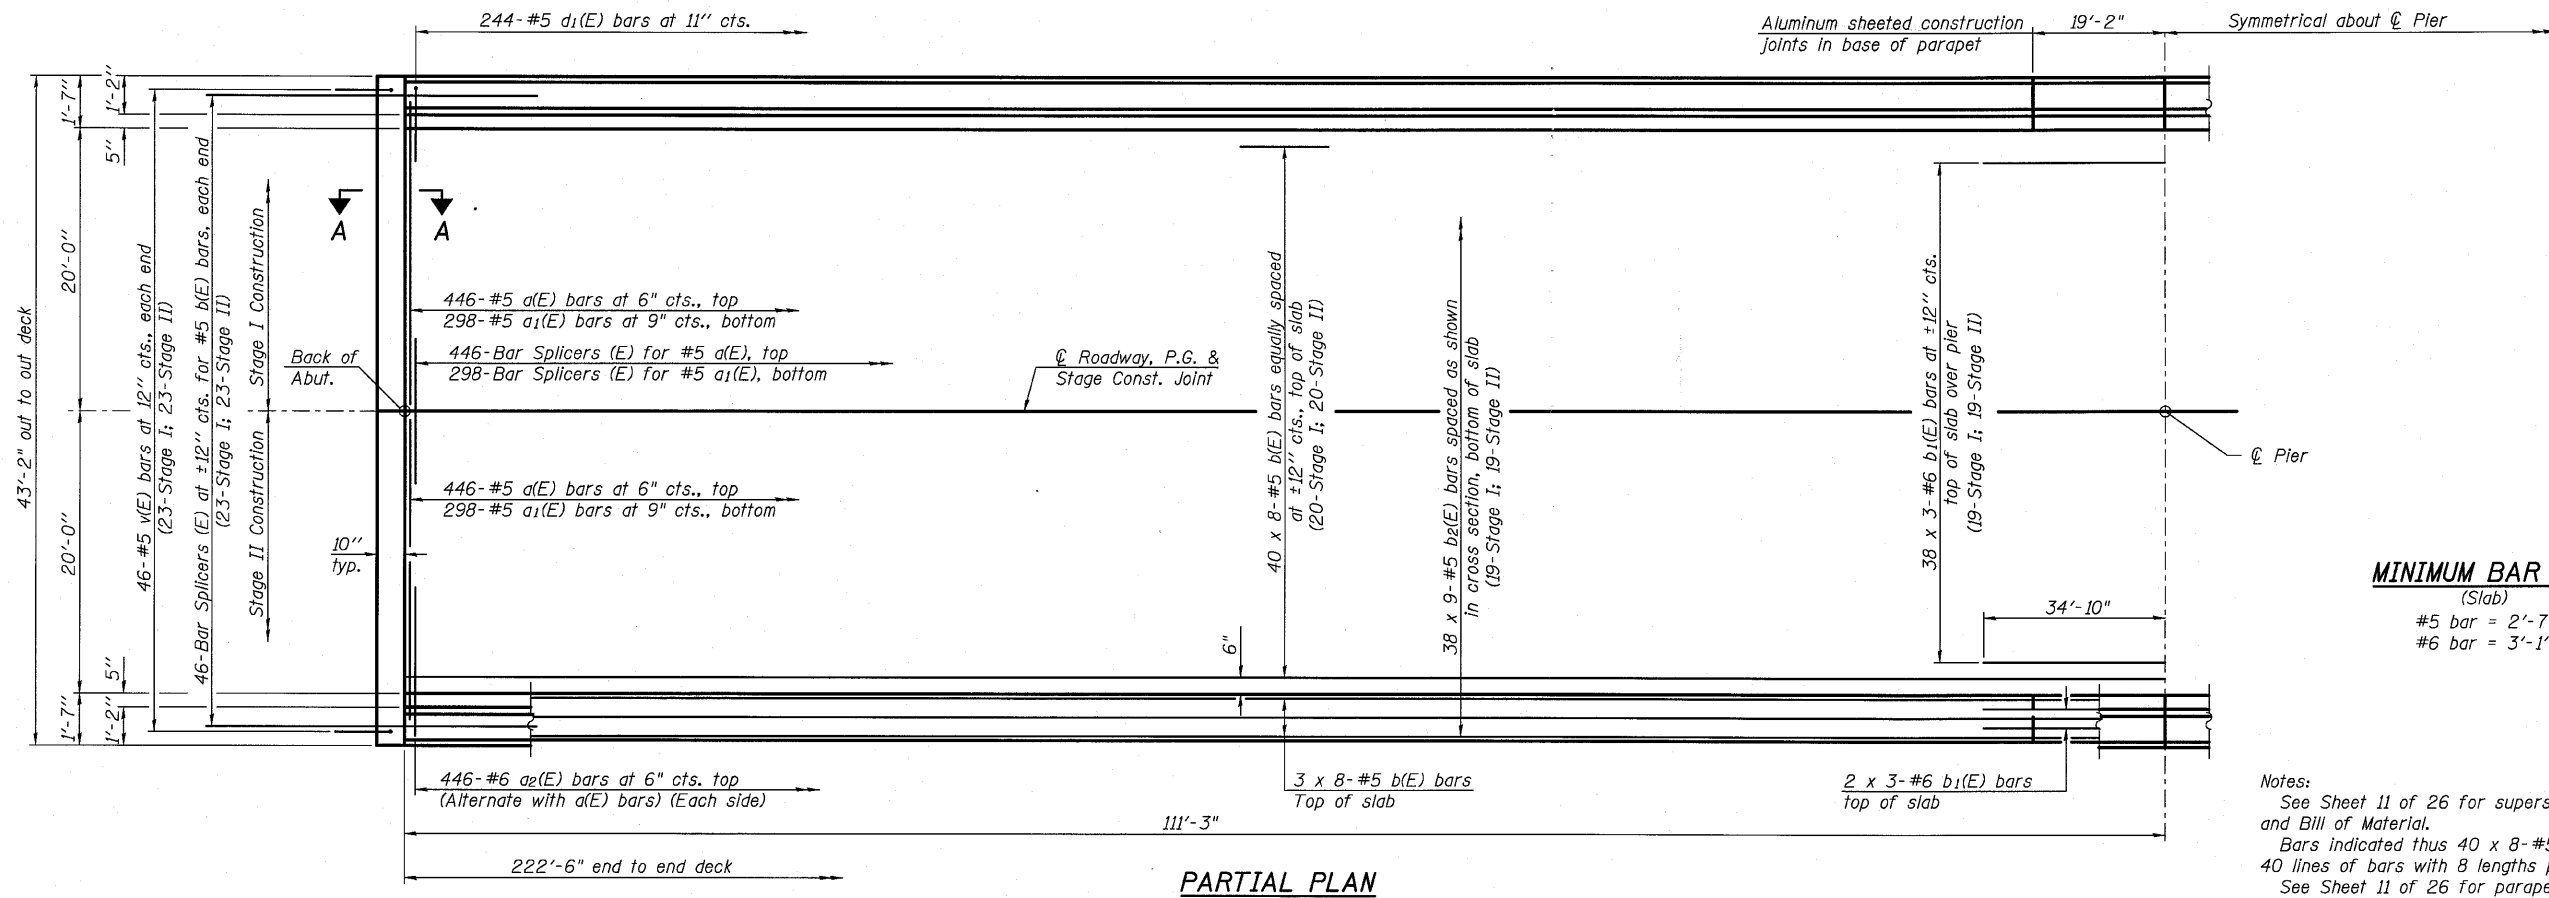 244-#5 d1(E) bars at 11'' cts.
Aluminum sheeted construction
joints in base of parapet
19'-2"
Symmetrical about ℄ Pier
43'-2" out to out deck
1'-7''
1'-2''
5''
20'-0''
20'-0''
5''
1'-7''
1'-2''
46-#5 v(E) bars at 12'' cts., each end
(23-Stage I; 23-Stage II)
46-Bar Splicers (E) at ±12'' cts. for #5 b(E) bars, each end
(23-Stage I; 23-Stage II)
Stage I Construction
Stage II Construction
A
A
446-#5 a(E) bars at 6" cts., top
298-#5 a1(E) bars at 9" cts., bottom
446-Bar Splicers (E) for #5 a(E), top
298-Bar Splicers (E) for #5 a1(E), bottom
Back of
Abut.
℄ Roadway, P.G. &
Stage Const. Joint
446-#5 a(E) bars at 6" cts., top
298-#5 a1(E) bars at 9" cts., bottom
10''
typ.
40 x 8-#5 b(E) bars equally spaced
at ±12'' cts., top of slab
(20-Stage I; 20-Stage II)
38 x 9-#5 b2(E) bars spaced as shown
in cross section, bottom of slab
(19-Stage I; 19-Stage II)
38 x 3-#6 b1(E) bars at ±12'' cts.
top of slab over pier
(19-Stage I; 19-Stage II)
℄ Pier
34'-10"
6"
MINIMUM BAR
(Slab)
#5 bar = 2'-7
#6 bar = 3'-1'
446-#6 a2(E) bars at 6" cts. top
(Alternate with a(E) bars) (Each side)
3 x 8-#5 b(E) bars
Top of slab
2 x 3-#6 b1(E) bars
top of slab
111'-3"
222'-6" end to end deck
PARTIAL PLAN
Notes:
See Sheet 11 of 26 for supers
and Bill of Material.
Bars indicated thus 40 x 8-#5
40 lines of bars with 8 lengths p
See Sheet 11 of 26 for parape